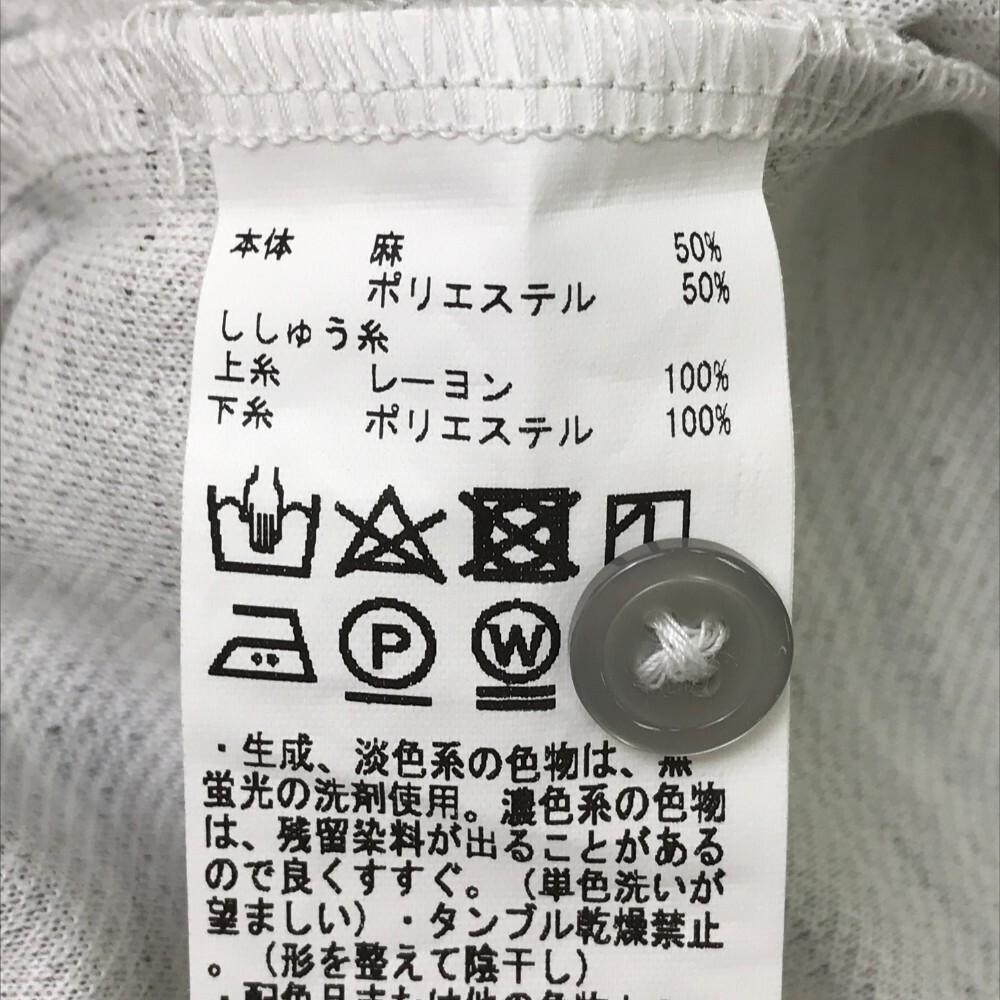 本体 麻 50%
ポリエステル 50%
ししゅう糸
上糸 レーヨン 100%
下糸 ポリエステル 100%
P W
・生成、淡色系の色物は、無
蛍光の洗剤使用。濃色系の色物
は、残留染料が出ることがある
ので良くすすぐ。（単色洗いが
望ましい）・タンブル乾燥禁止
。（形を整えて陰干し）